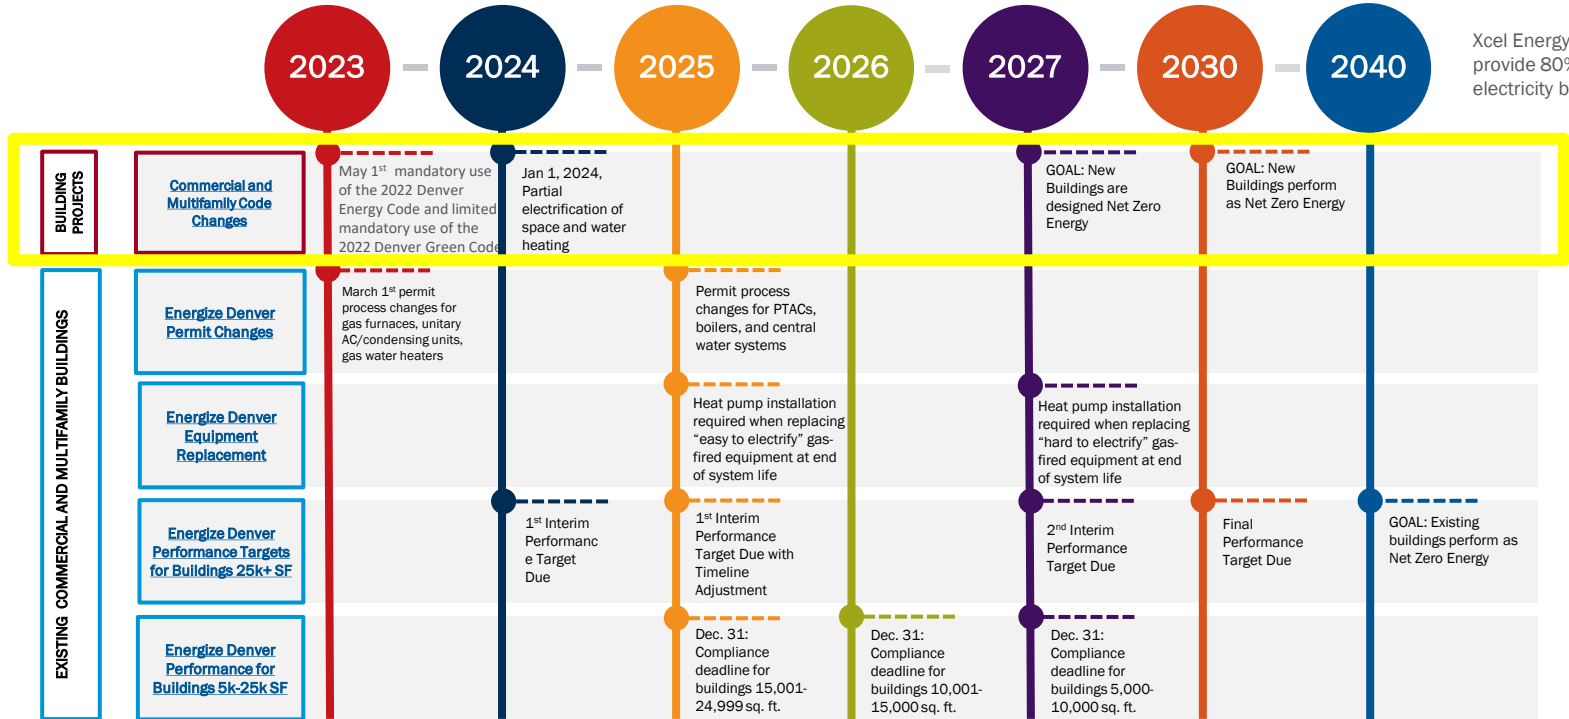 2023
2024
2025
2026
2027
2030
2040
Xcel Energy
provide 80%
electricity b
BUILDING
PROJECTS
Commercial and
Multifamily Code
Changes
May 1st mandatory use
of the 2022 Denver
Energy Code and limited
mandatory use of the
2022 Denver Green Code
Jan 1, 2024,
Partial
electrification of
space and water
heating
GOAL: New
Buildings are
designed Net Zero
Energy
GOAL: New
Buildings perform
as Net Zero Energy
EXISTING COMMERCIAL AND MULTIFAMILY BUILDINGS
Energize Denver
Permit Changes
March 1st permit
process changes for
gas furnaces, unitary
AC/condensing units,
gas water heaters
Permit process
changes for PTACs,
boilers, and central
water systems
Energize Denver
Equipment
Replacement
Heat pump installation
required when replacing
“easy to electrify” gas-
fired equipment at end
of system life
Heat pump installation
required when replacing
“hard to electrify” gas-
fired equipment at end
of system life
Energize Denver
Performance Targets
for Buildings 25k+ SF
1st Interim
Performanc
e Target
Due
1st Interim
Performance
Target Due with
Timeline
Adjustment
2nd Interim
Performance
Target Due
Final
Performance
Target Due
GOAL: Existing
buildings perform as
Net Zero Energy
Energize Denver
Performance for
Buildings 5k-25k SF
Dec. 31:
Compliance
deadline for
buildings 15,001-
24,999 sq. ft.
Dec. 31:
Compliance
deadline for
buildings 10,001-
15,000 sq. ft.
Dec. 31:
Compliance
deadline for
buildings 5,000-
10,000 sq. ft.